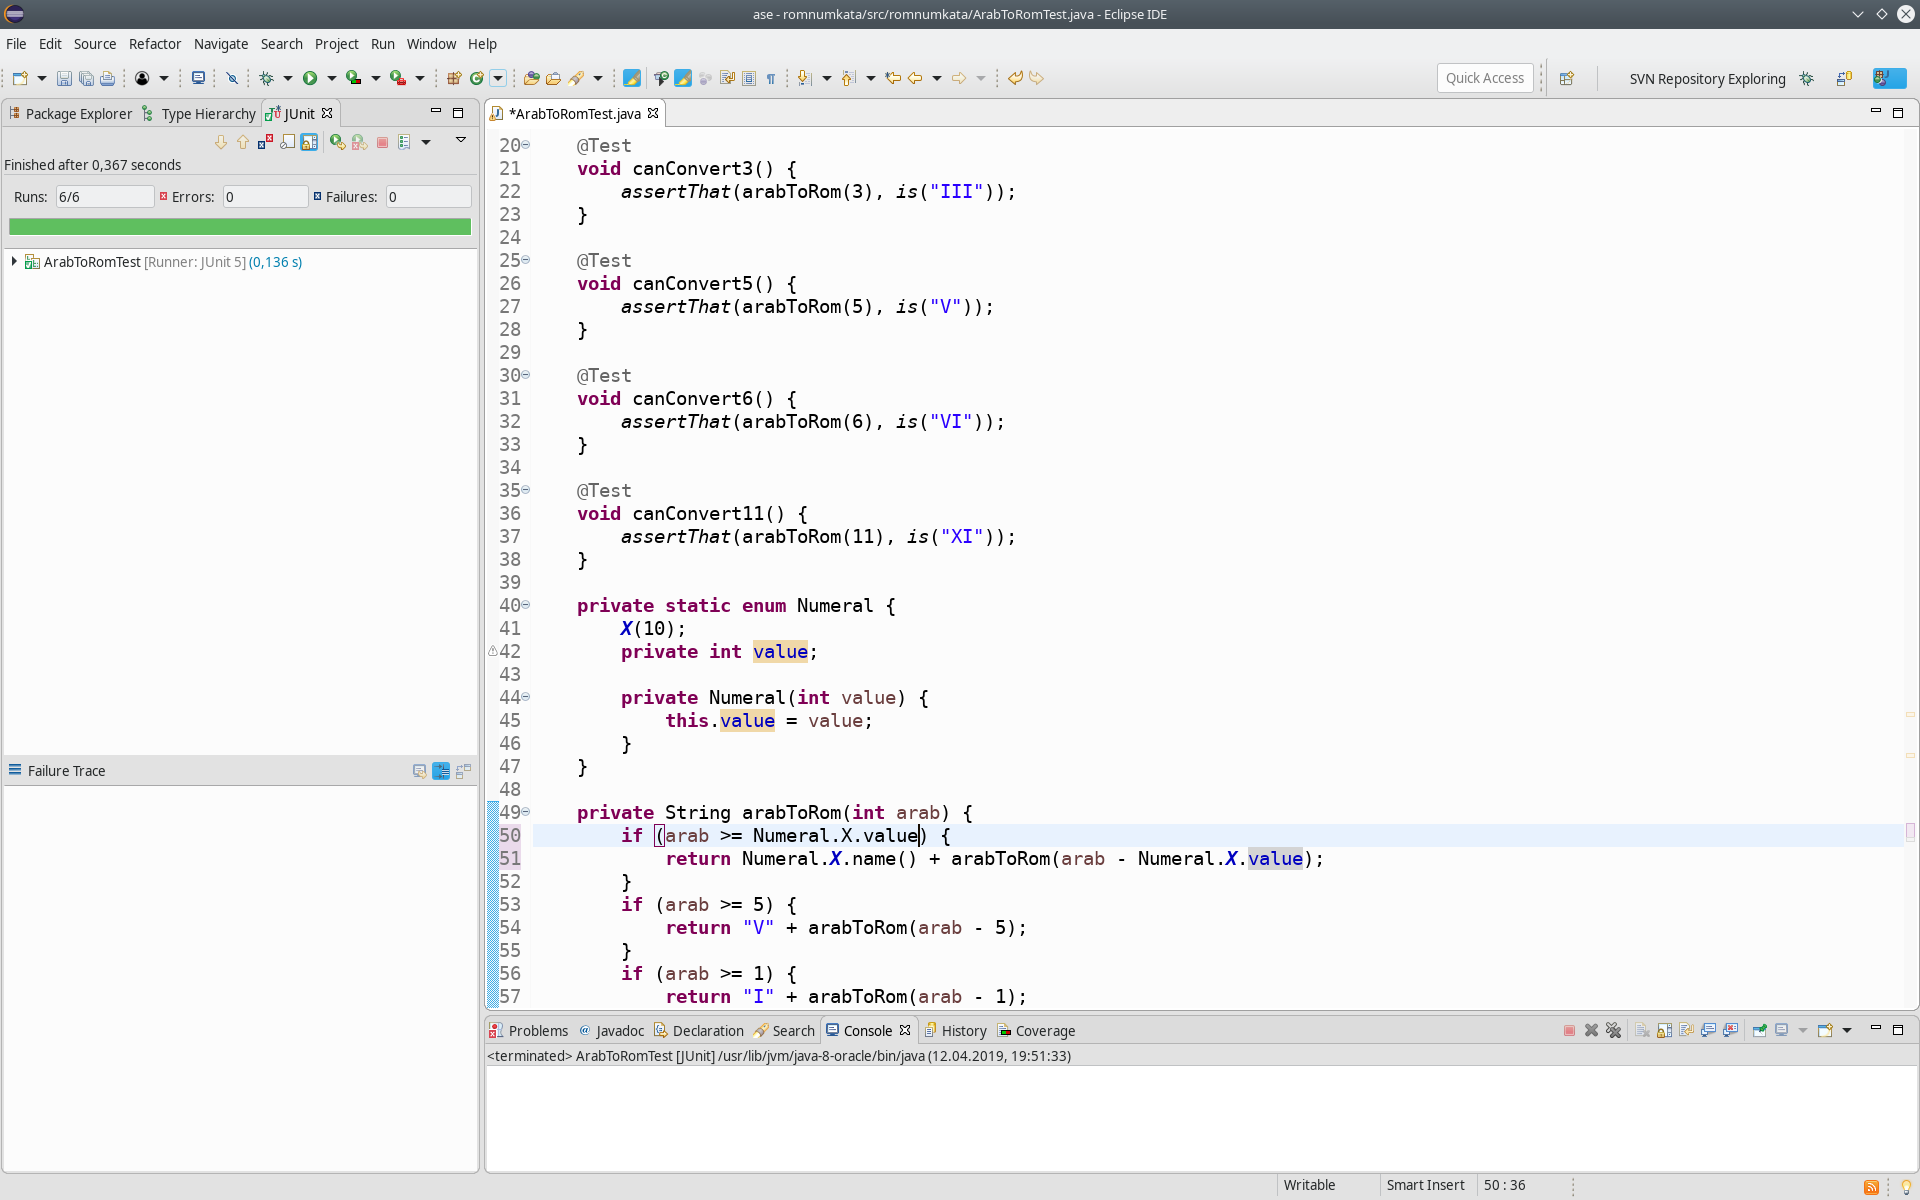 ase - romnumkata/src/romnumkata/ArabToRomTest.java - Eclipse IDE
File Edit Source Refactor Navigate Search Project Run Window Help
Quick Access
SVN Repository Exploring
Package Explorer Type Hierarchy JUnit
*ArabToRomTest.java
Finished after 0,367 seconds
Runs: 6/6 Errors: 0 Failures: 0
ArabToRomTest [Runner: JUnit 5] (0,136 s)
Failure Trace
20 @Test
21 void canConvert3() {
22 assertThat(arabToRom(3), is("III"));
23 }
24
25 @Test
26 void canConvert5() {
27 assertThat(arabToRom(5), is("V"));
28 }
29
30 @Test
31 void canConvert6() {
32 assertThat(arabToRom(6), is("VI"));
33 }
34
35 @Test
36 void canConvert11() {
37 assertThat(arabToRom(11), is("XI"));
38 }
39
40 private static enum Numeral {
41 X(10);
42 private int value;
43
44 private Numeral(int value) {
45 this.value = value;
46 }
47 }
48
49 private String arabToRom(int arab) {
50 if (arab >= Numeral.X.value) {
51 return Numeral.X.name() + arabToRom(arab - Numeral.X.value);
52 }
53 if (arab >= 5) {
54 return "V" + arabToRom(arab - 5);
55 }
56 if (arab >= 1) {
57 return "I" + arabToRom(arab - 1);
Problems @ Javadoc Declaration Search Console History Coverage
<terminated> ArabToRomTest [JUnit] /usr/lib/jvm/java-8-oracle/bin/java (12.04.2019, 19:51:33)
Writable Smart Insert 50 : 36